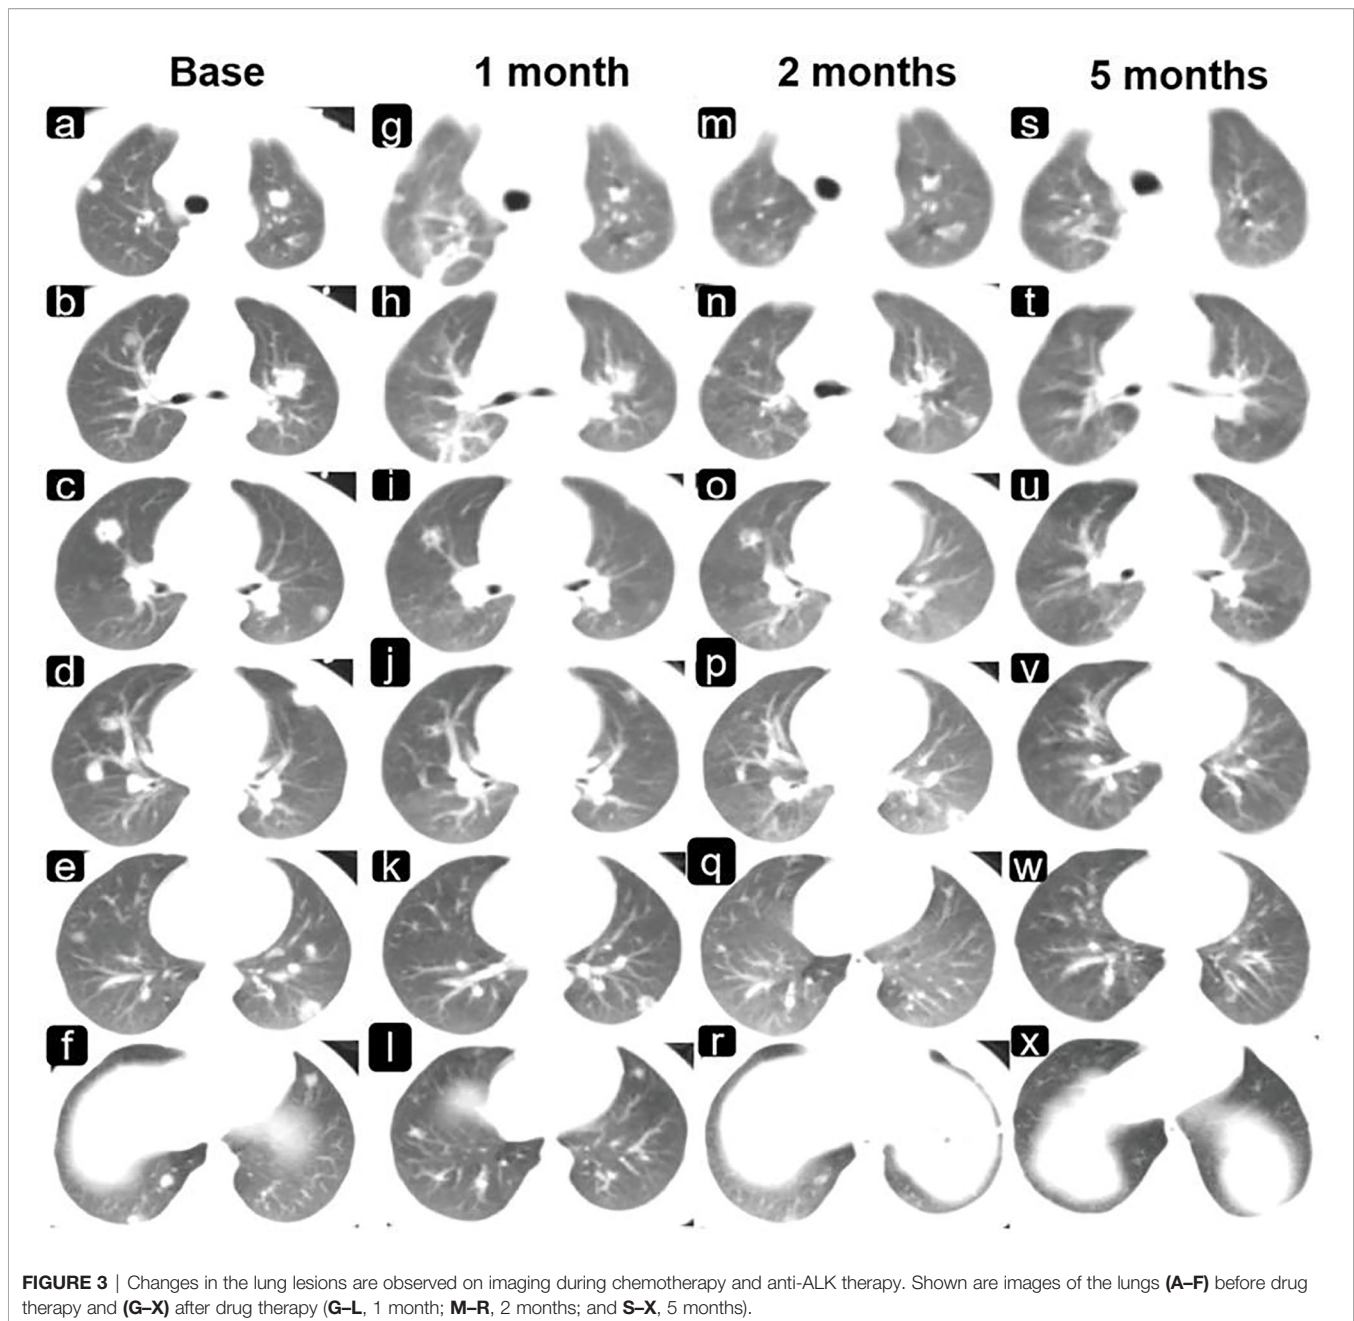 Base 1 month 2 months 5 months
a g m s
b h n t
c i o u
d j p v
e k q w
f l r x
FIGURE 3 | Changes in the lung lesions are observed on imaging during chemotherapy and anti-ALK therapy. Shown are images of the lungs (A–F) before drug
therapy and (G–X) after drug therapy (G–L, 1 month; M–R, 2 months; and S–X, 5 months).